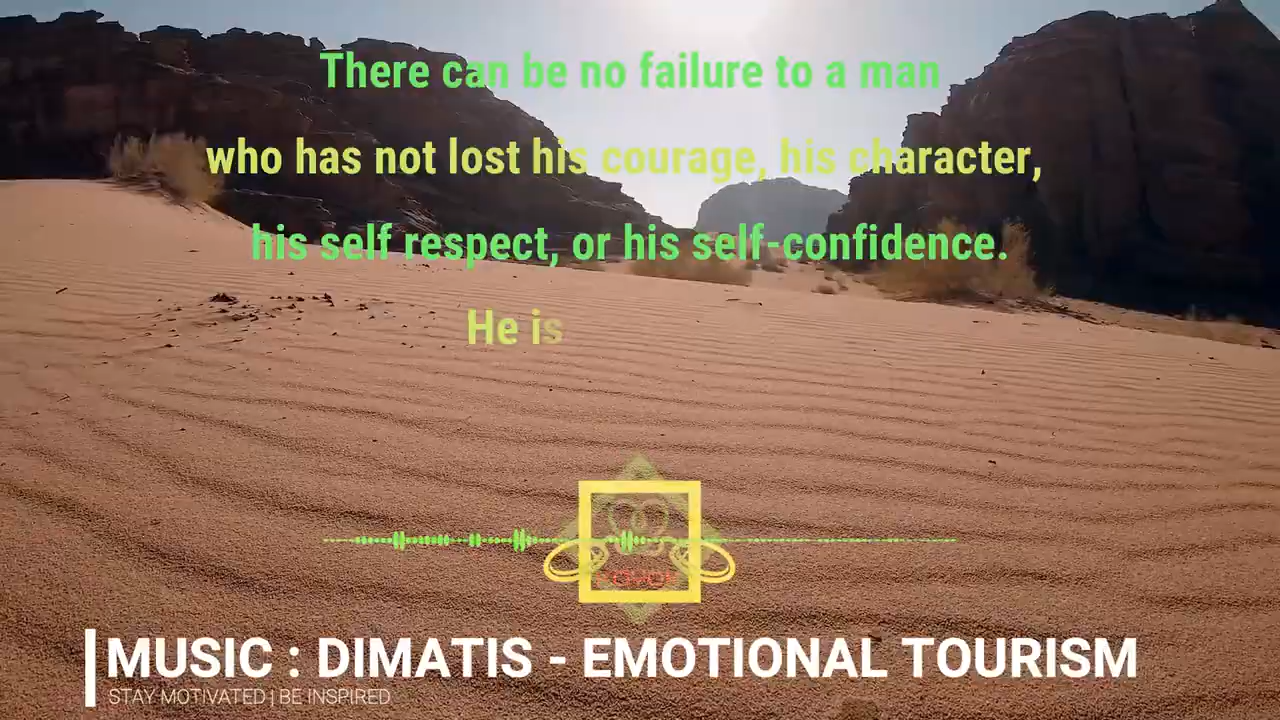 There can be no failure to a man
who has not lost his courage, his character,
his self respect, or his self-confidence.
He is
MUSIC : DIMATIS - EMOTIONAL TOURISM
STAY MOTIVATED | BE INSPIRED